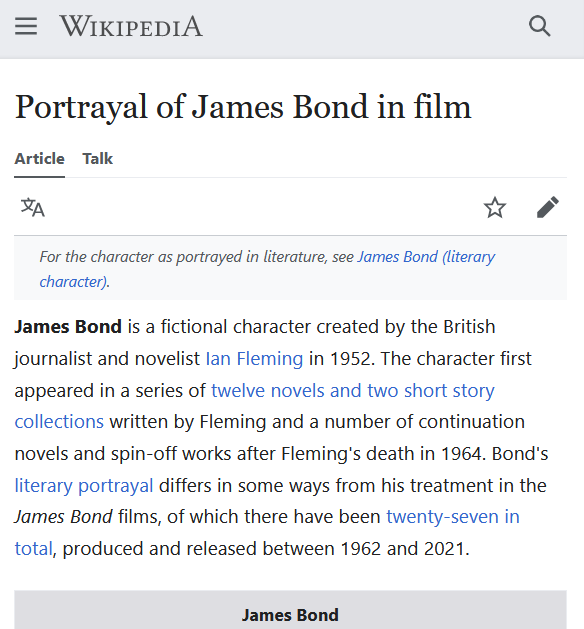 WIKIPEDIA
Portrayal of James Bond in film
Article Talk
文A
For the character as portrayed in literature, see James Bond (literary
character).
James Bond is a fictional character created by the British
journalist and novelist Ian Fleming in 1952. The character first
appeared in a series of twelve novels and two short story
collections written by Fleming and a number of continuation
novels and spin-off works after Fleming's death in 1964. Bond's
literary portrayal differs in some ways from his treatment in the
James Bond films, of which there have been twenty-seven in
total, produced and released between 1962 and 2021.
James Bond